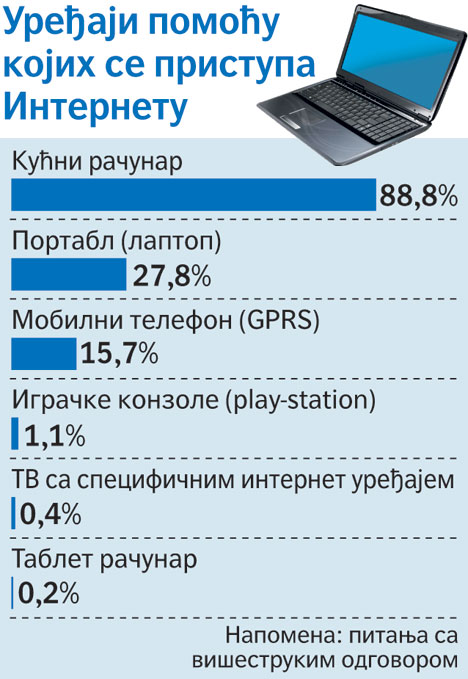 Уређаји помоћу
којих се приступа
Интернету
Кућни рачунар
88,8%
Портабл (лаптоп)
27,8%
Мобилни телефон (GPRS)
15,7%
Играчке конзоле (play-station)
1,1%
ТВ са специфичним интернет уређајем
0,4%
Таблет рачунар
0,2%
Напомена: питања са
вишеструким одговором